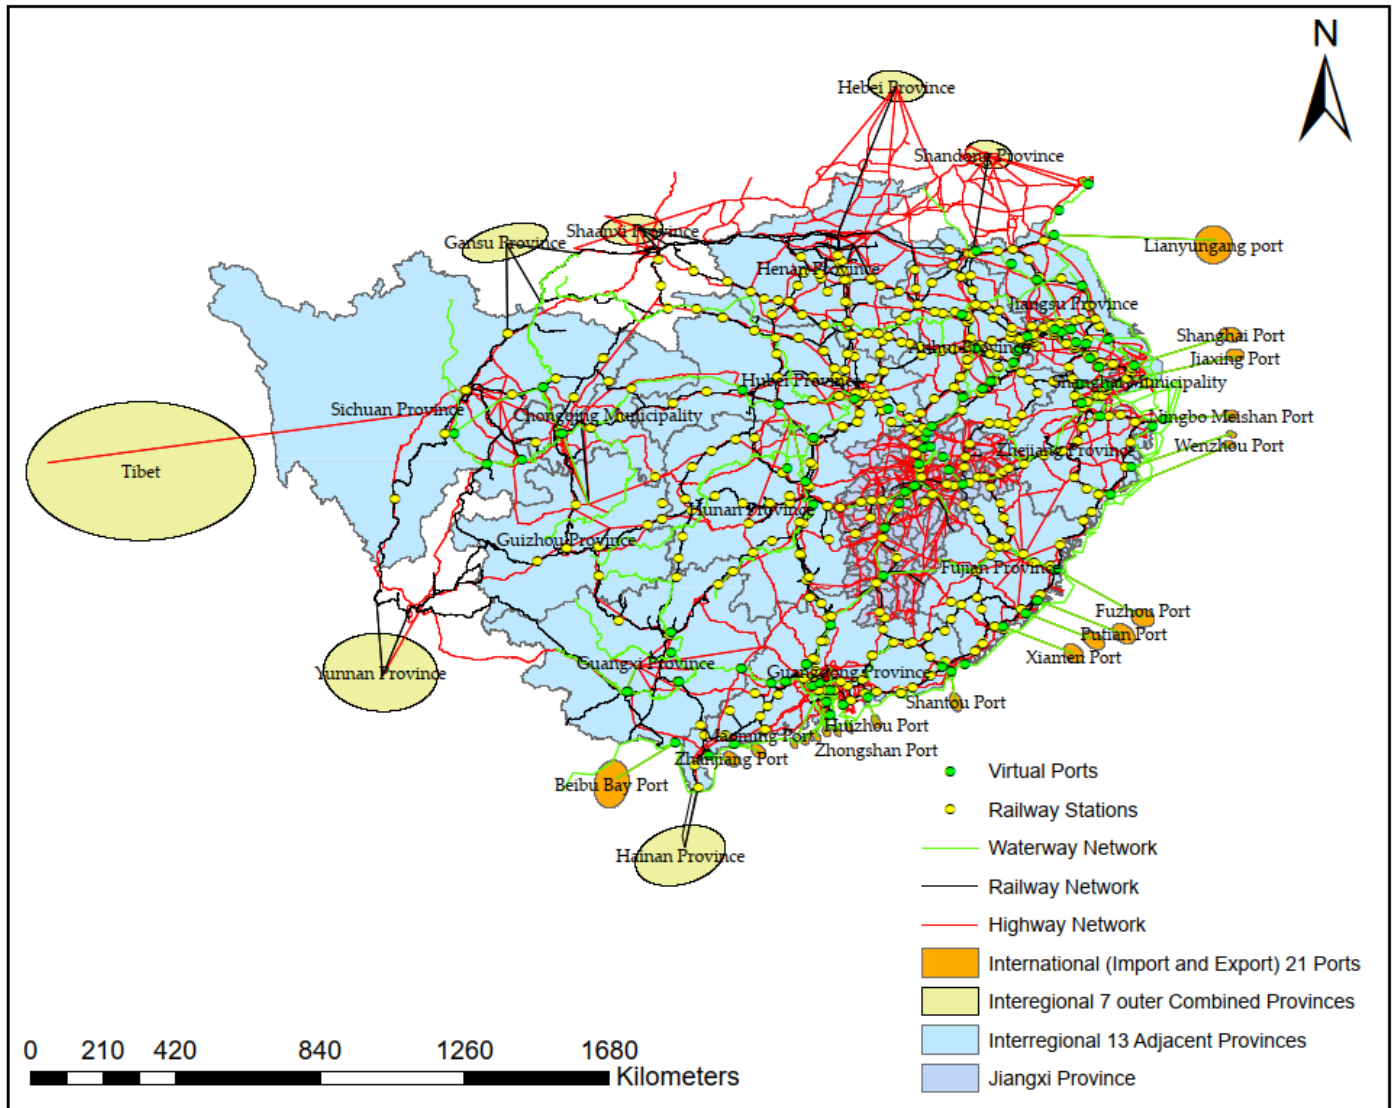 N
Hebei Province
Shandong Province
Shaanxi Province
Gansu Province
Lianyungang port
Henan Province
Jiangsu Province
Shanghai Port
Anhui Province
Jiaxing Port
Hubei Province
Shanghai Municipality
Sichuan Province
Chongqing Municipality
Ningbo Meishan Port
Zhejiang Province
Wenzhou Port
Tibet
Hunan Province
Guizhou Province
Fujian Province
Fuzhou Port
Putian Port
Xiamen Port
Guangxi Province
Guangdong Province
Yunnan Province
Shantou Port
Huizhou Port
Maoming Port
Zhongshan Port
Zhanjiang Port
Beibu Bay Port
Hainan Province
Virtual Ports
Railway Stations
Waterway Network
Railway Network
Highway Network
International (Import and Export) 21 Ports
Interegional 7 outer Combined Provinces
Interregional 13 Adjacent Provinces
Jiangxi Province
0 210 420 840 1260 1680
Kilometers